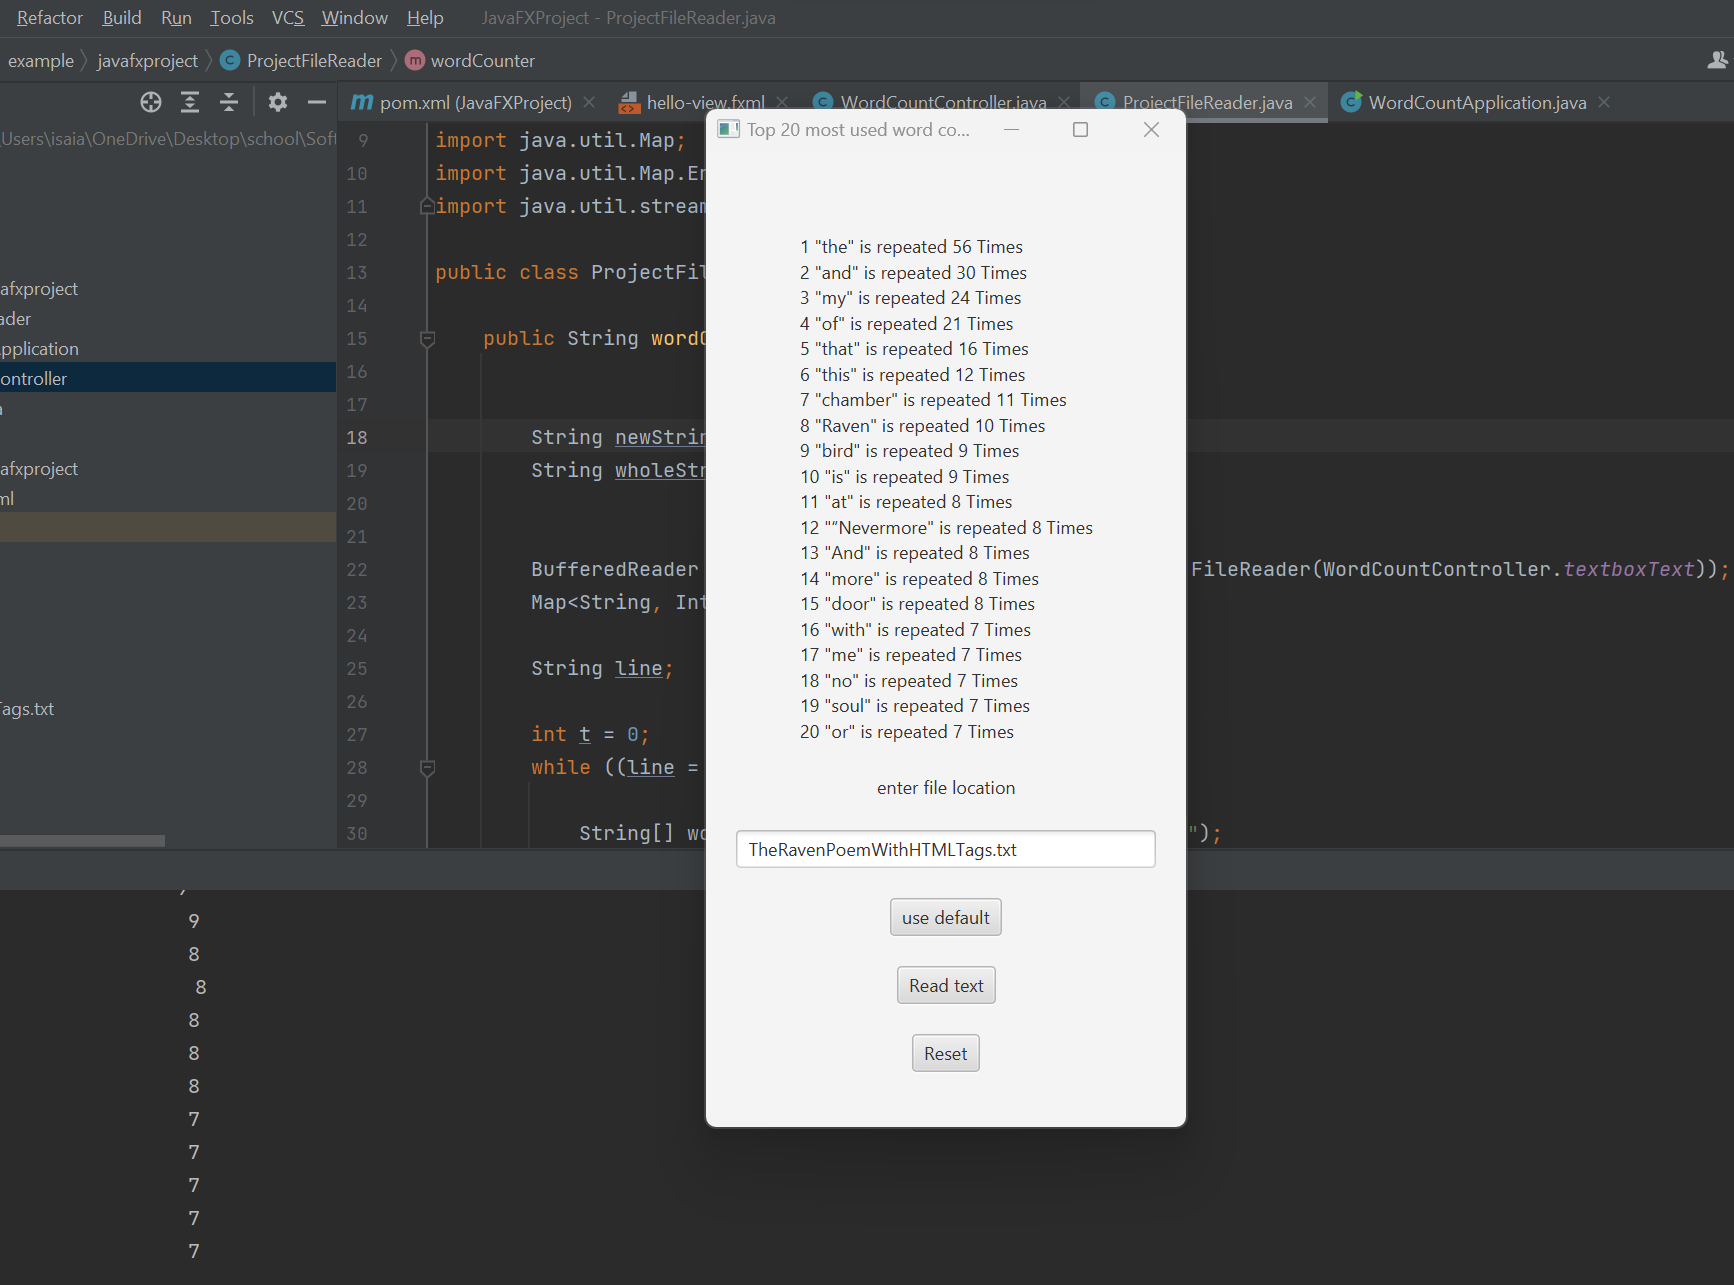 Refactor Build Run Tools VCS Window Help JavaFXProject - ProjectFileReader.java
example javafxproject C ProjectFileReader m wordCounter
m pom.xml (JavaFXProject) hello-view.fxml C WordCountController.java C ProjectFileReader.java C WordCountApplication.java
Users\isaia\OneDrive\Desktop\school\Soft
afxproject
ader
pplication
ontroller
a
afxproject
ml
Tags.txt
9 import java.util.Map;
10 import java.util.Map.En
11 import java.util.stream
12
13 public class ProjectFil
14
15 public String wordC
16
17
18 String newStrin
19 String wholeStr
20
21
22 BufferedReader FileReader(WordCountController.textboxText));
23 Map<String, Int
24
25 String line;
26
27 int t = 0;
28 while ((line =
29
30 String[] wo ");
Top 20 most used word co...
1 "the" is repeated 56 Times
2 "and" is repeated 30 Times
3 "my" is repeated 24 Times
4 "of" is repeated 21 Times
5 "that" is repeated 16 Times
6 "this" is repeated 12 Times
7 "chamber" is repeated 11 Times
8 "Raven" is repeated 10 Times
9 "bird" is repeated 9 Times
10 "is" is repeated 9 Times
11 "at" is repeated 8 Times
12 "“Nevermore" is repeated 8 Times
13 "And" is repeated 8 Times
14 "more" is repeated 8 Times
15 "door" is repeated 8 Times
16 "with" is repeated 7 Times
17 "me" is repeated 7 Times
18 "no" is repeated 7 Times
19 "soul" is repeated 7 Times
20 "or" is repeated 7 Times
enter file location
TheRavenPoemWithHTMLTags.txt
use default
Read text
Reset
9
8
8
8
8
8
7
7
7
7
7